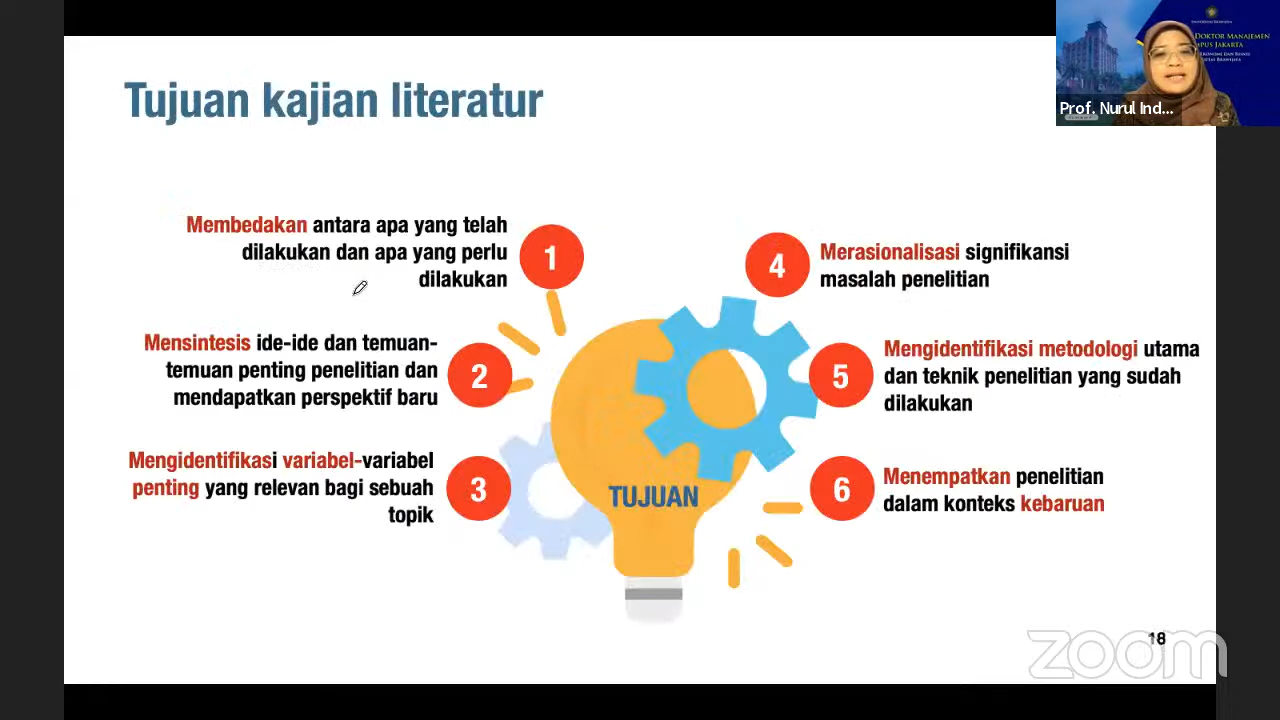 Tujuan kajian literatur
Membedakan antara apa yang telah
dilakukan dan apa yang perlu
dilakukan
1
Mensintesis ide-ide dan temuan-
temuan penting penelitian dan
mendapatkan perspektif baru
2
Mengidentifikasi variabel-variabel
penting yang relevan bagi sebuah
topik
3
TUJUAN
4
Merasionalisasi signifikansi
masalah penelitian
5
Mengidentifikasi metodologi utama
dan teknik penelitian yang sudah
dilakukan
6
Menempatkan penelitian
dalam konteks kebaruan
18
zoom
DOKTOR MANAJEMEN
JAKARTA
Prof. Nurul Ind...